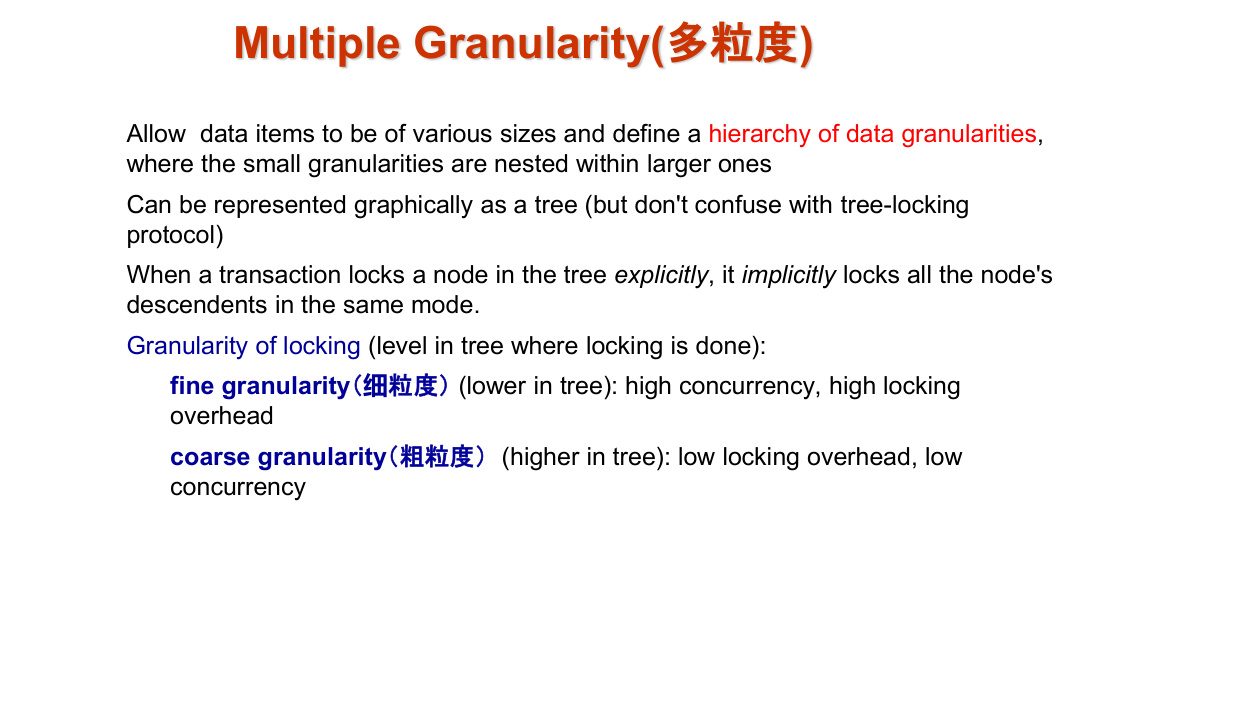 Multiple Granularity(多粒度)
Allow  data items to be of various sizes and define a hierarchy of data granularities,
where the small granularities are nested within larger ones
Can be represented graphically as a tree (but don't confuse with tree-locking
protocol)
When a transaction locks a node in the tree explicitly, it implicitly locks all the node's
descendents in the same mode.
Granularity of locking (level in tree where locking is done):
fine granularity（细粒度） (lower in tree): high concurrency, high locking
overhead
coarse granularity（粗粒度） (higher in tree): low locking overhead, low
concurrency